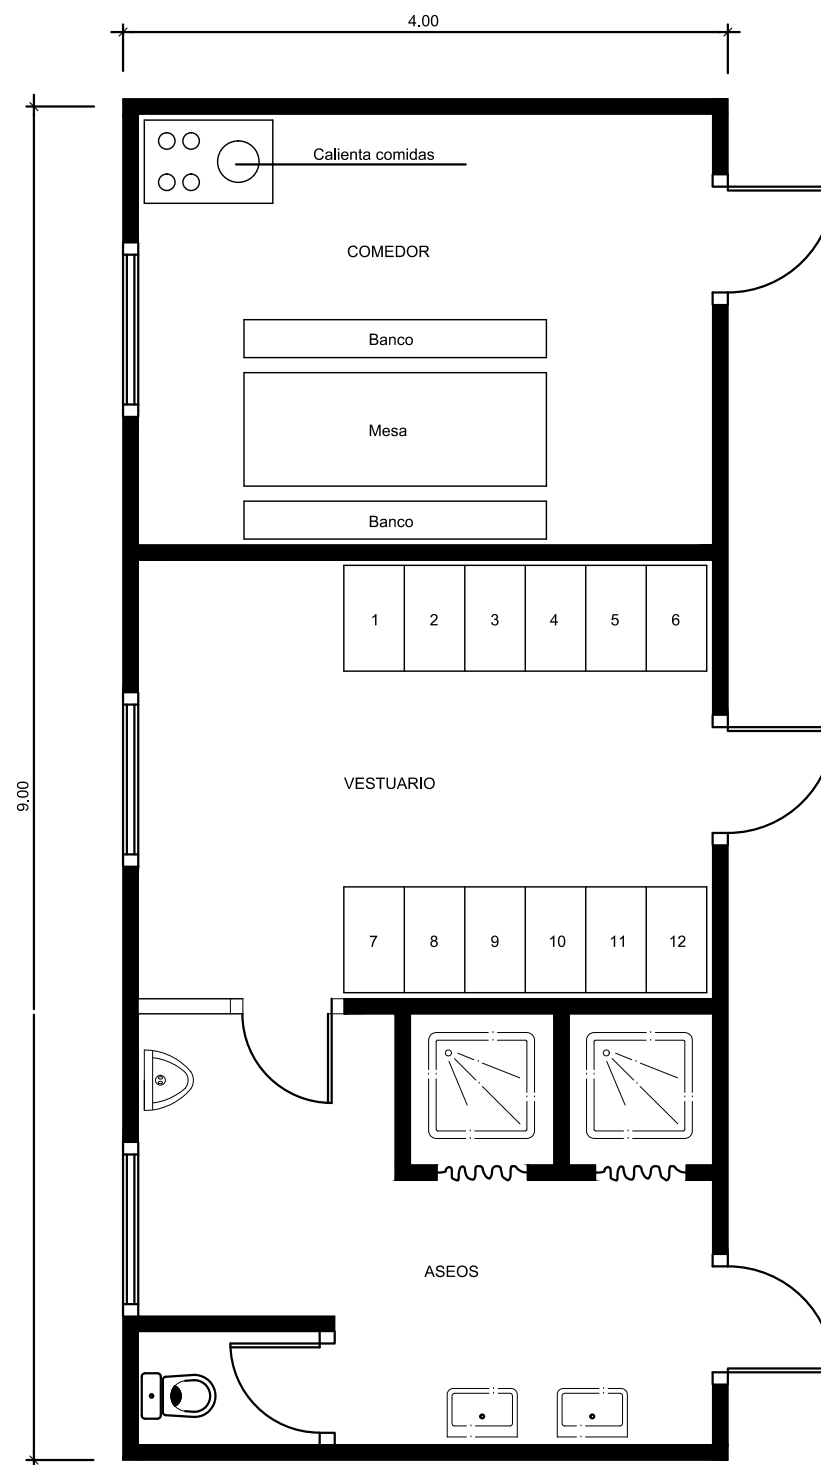 4.00
Calienta comidas
COMEDOR
Banco
Mesa
Banco
1 2 3 4 5 6
9.00
VESTUARIO
7 8 9 10 11 12
ASEOS